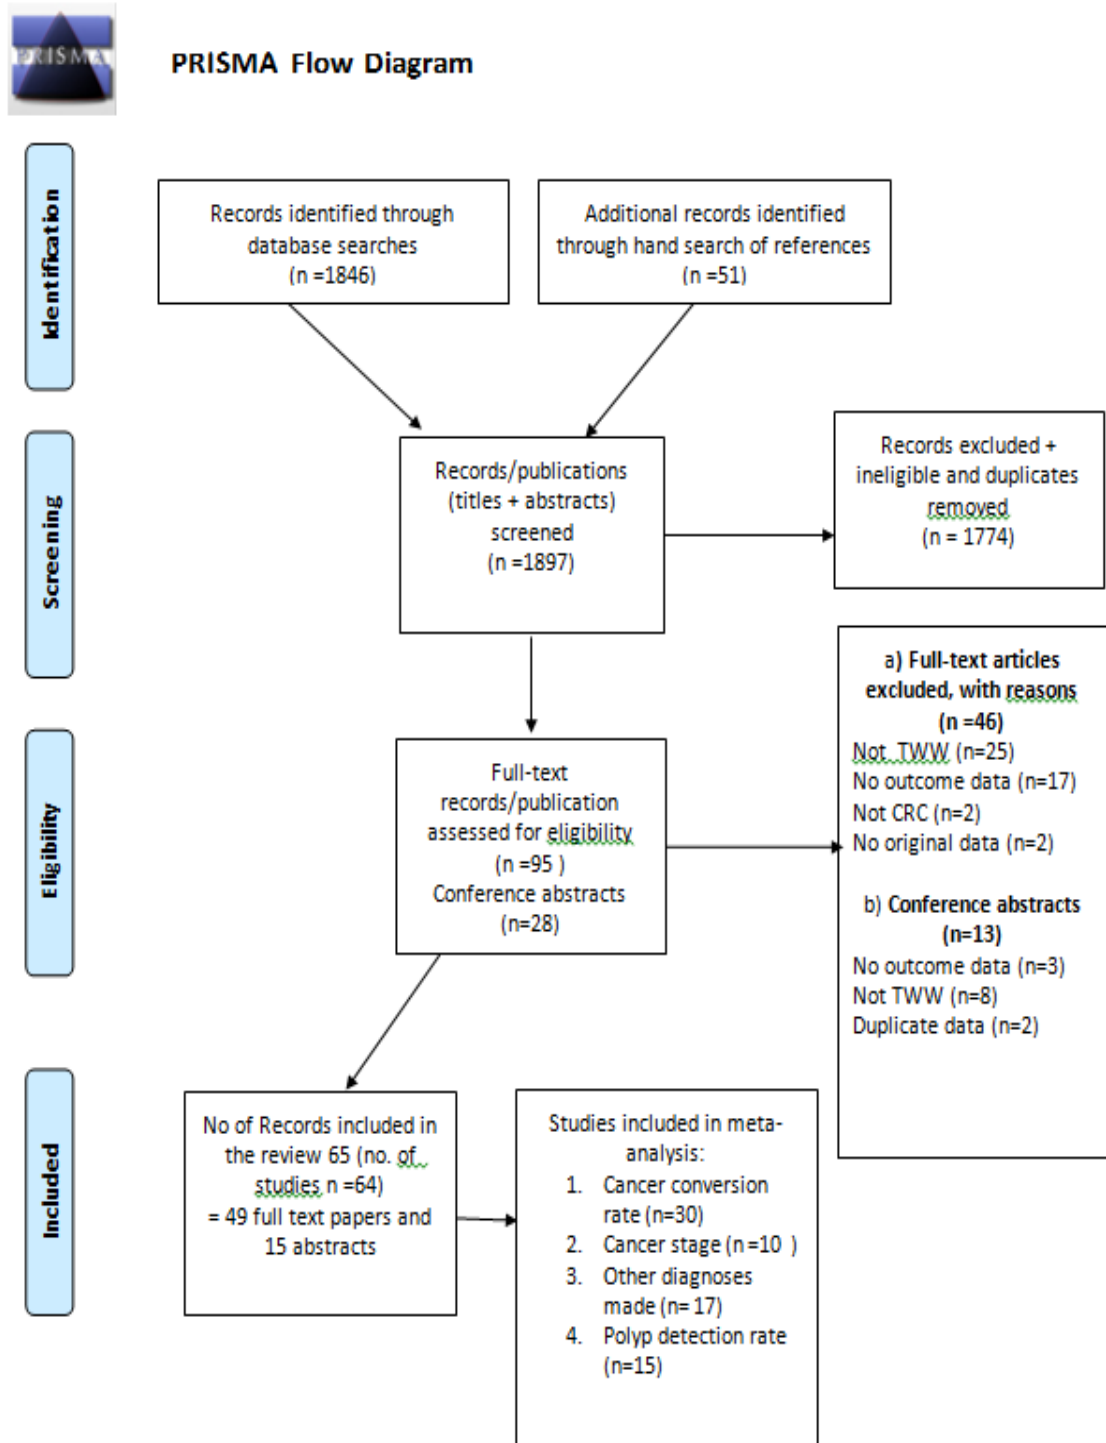 PRISMA
PRISMA Flow Diagram
Identification
Records identified through
database searches
(n =1846)
Additional records identified
through hand search of references
(n =51)
Screening
Records/publications
(titles + abstracts)
screened
(n =1897)
Records excluded +
ineligible and duplicates
removed
(n = 1774)
Eligibility
Full-text
records/publication
assessed for eligibility
(n =95 )
Conference abstracts
(n=28)
a) Full-text articles
excluded, with reasons
(n =46)
Not TWW (n=25)
No outcome data (n=17)
Not CRC (n=2)
No original data (n=2)
b) Conference abstracts
(n=13)
No outcome data (n=3)
Not TWW (n=8)
Duplicate data (n=2)
Included
No of Records included in
the review 65 (no. of
studies n =64)
= 49 full text papers and
15 abstracts
Studies included in meta-
analysis:
1. Cancer conversion
rate (n=30)
2. Cancer stage (n =10 )
3. Other diagnoses
made (n= 17)
4. Polyp detection rate
(n=15)